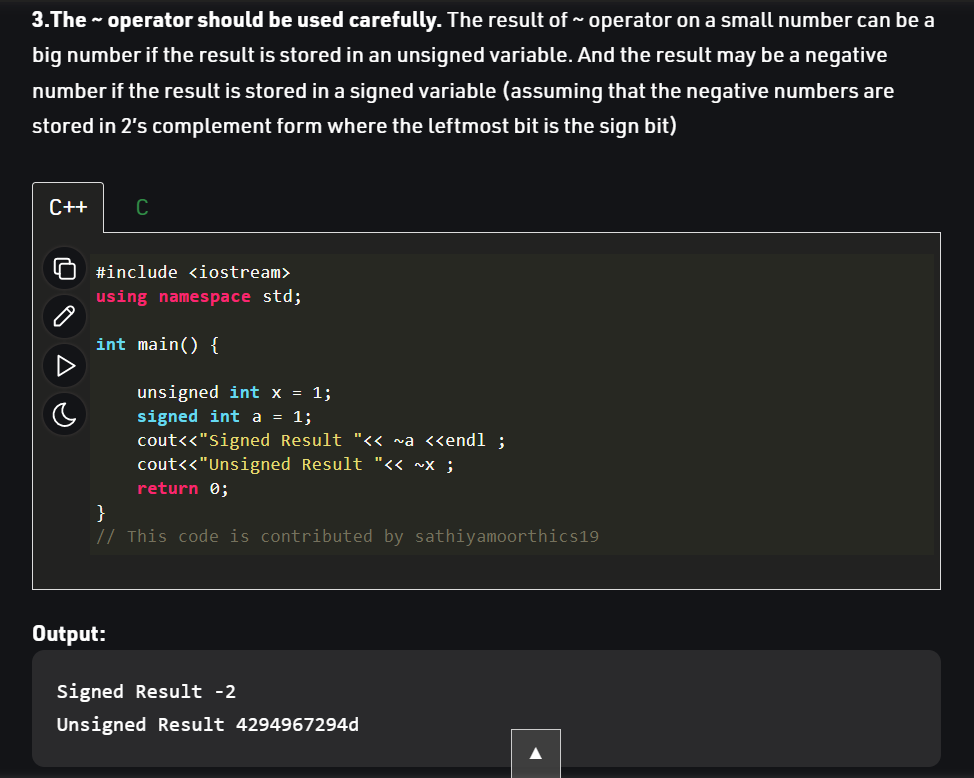 3.The ~ operator should be used carefully. The result of ~ operator on a small number can be a
big number if the result is stored in an unsigned variable. And the result may be a negative
number if the result is stored in a signed variable (assuming that the negative numbers are
stored in 2's complement form where the leftmost bit is the sign bit)
C++ C
#include <iostream>
using namespace std;
int main() {
unsigned int x = 1;
signed int a = 1;
cout<<"Signed Result "<< ~a <<endl ;
cout<<"Unsigned Result "<< ~x ;
return 0;
}
// This code is contributed by sathiyamoorthics19
Output:
Signed Result -2
Unsigned Result 4294967294d